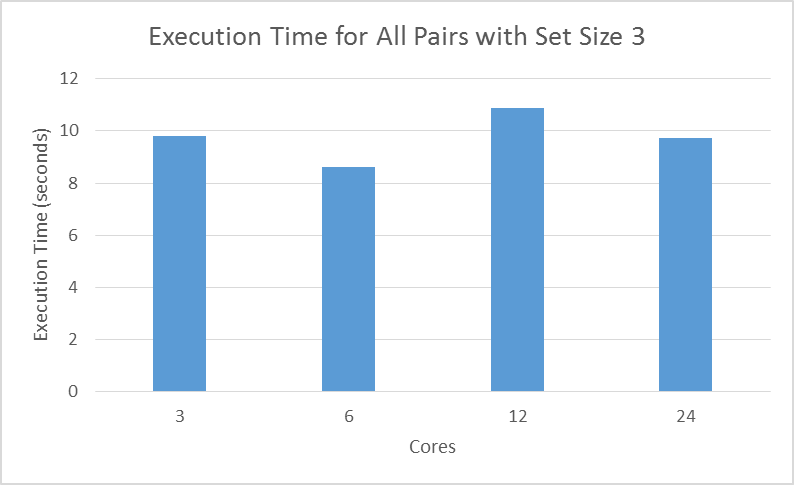 Execution Time for All Pairs with Set Size 3
Execution Time (seconds)
12
10
8
6
4
2
0
3 6 12 24
Cores